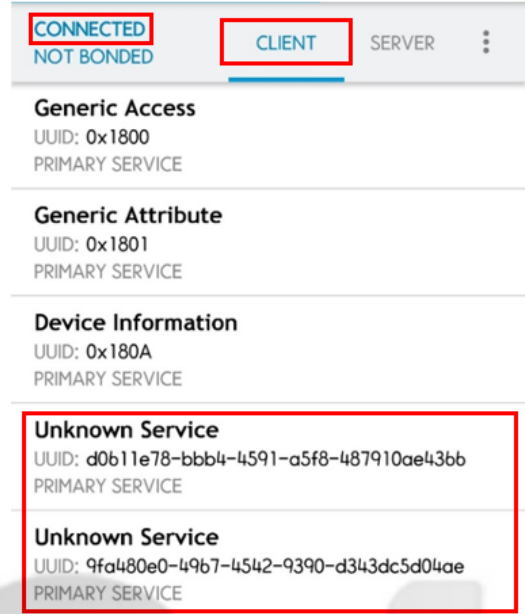 CONNECTED
NOT BONDED
CLIENT
SERVER
Generic Access
UUID: 0x1800
PRIMARY SERVICE
Generic Attribute
UUID: 0x1801
PRIMARY SERVICE
Device Information
UUID: 0x180A
PRIMARY SERVICE
Unknown Service
UUID: d0611e78-bbb4-4591-a5f8-487910ae43bb
PRIMARY SERVICE
Unknown Service
UUID: 9fa480e0-4967-4542-9390-d343dc5d04ae
PRIMARY SERVICE